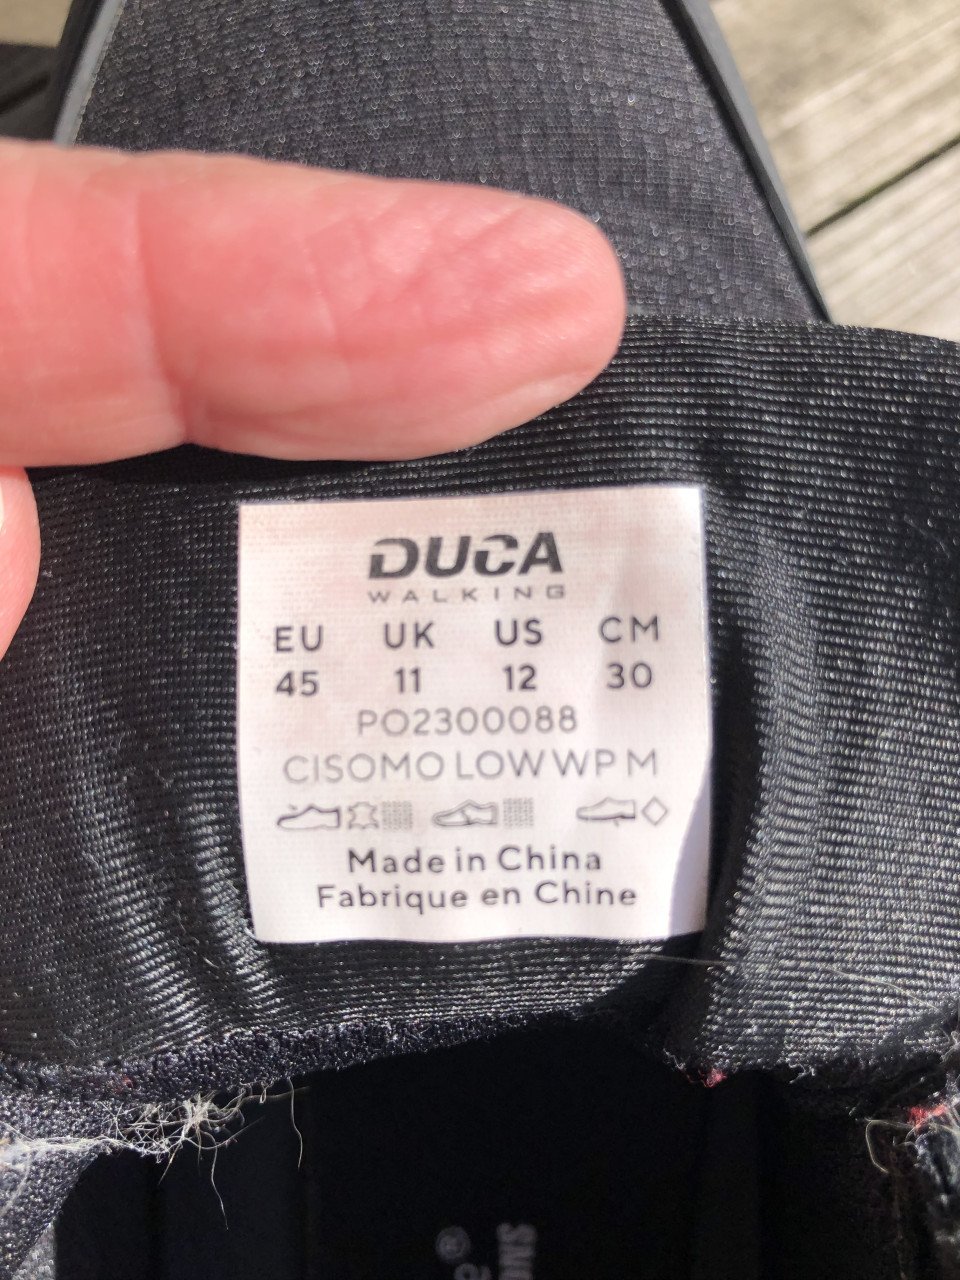 DUCA
WALKING
EU UK US CM
45 11 12 30
PO2300088
CISOMO LOW WP M
Made in China
Fabrique en Chine
®